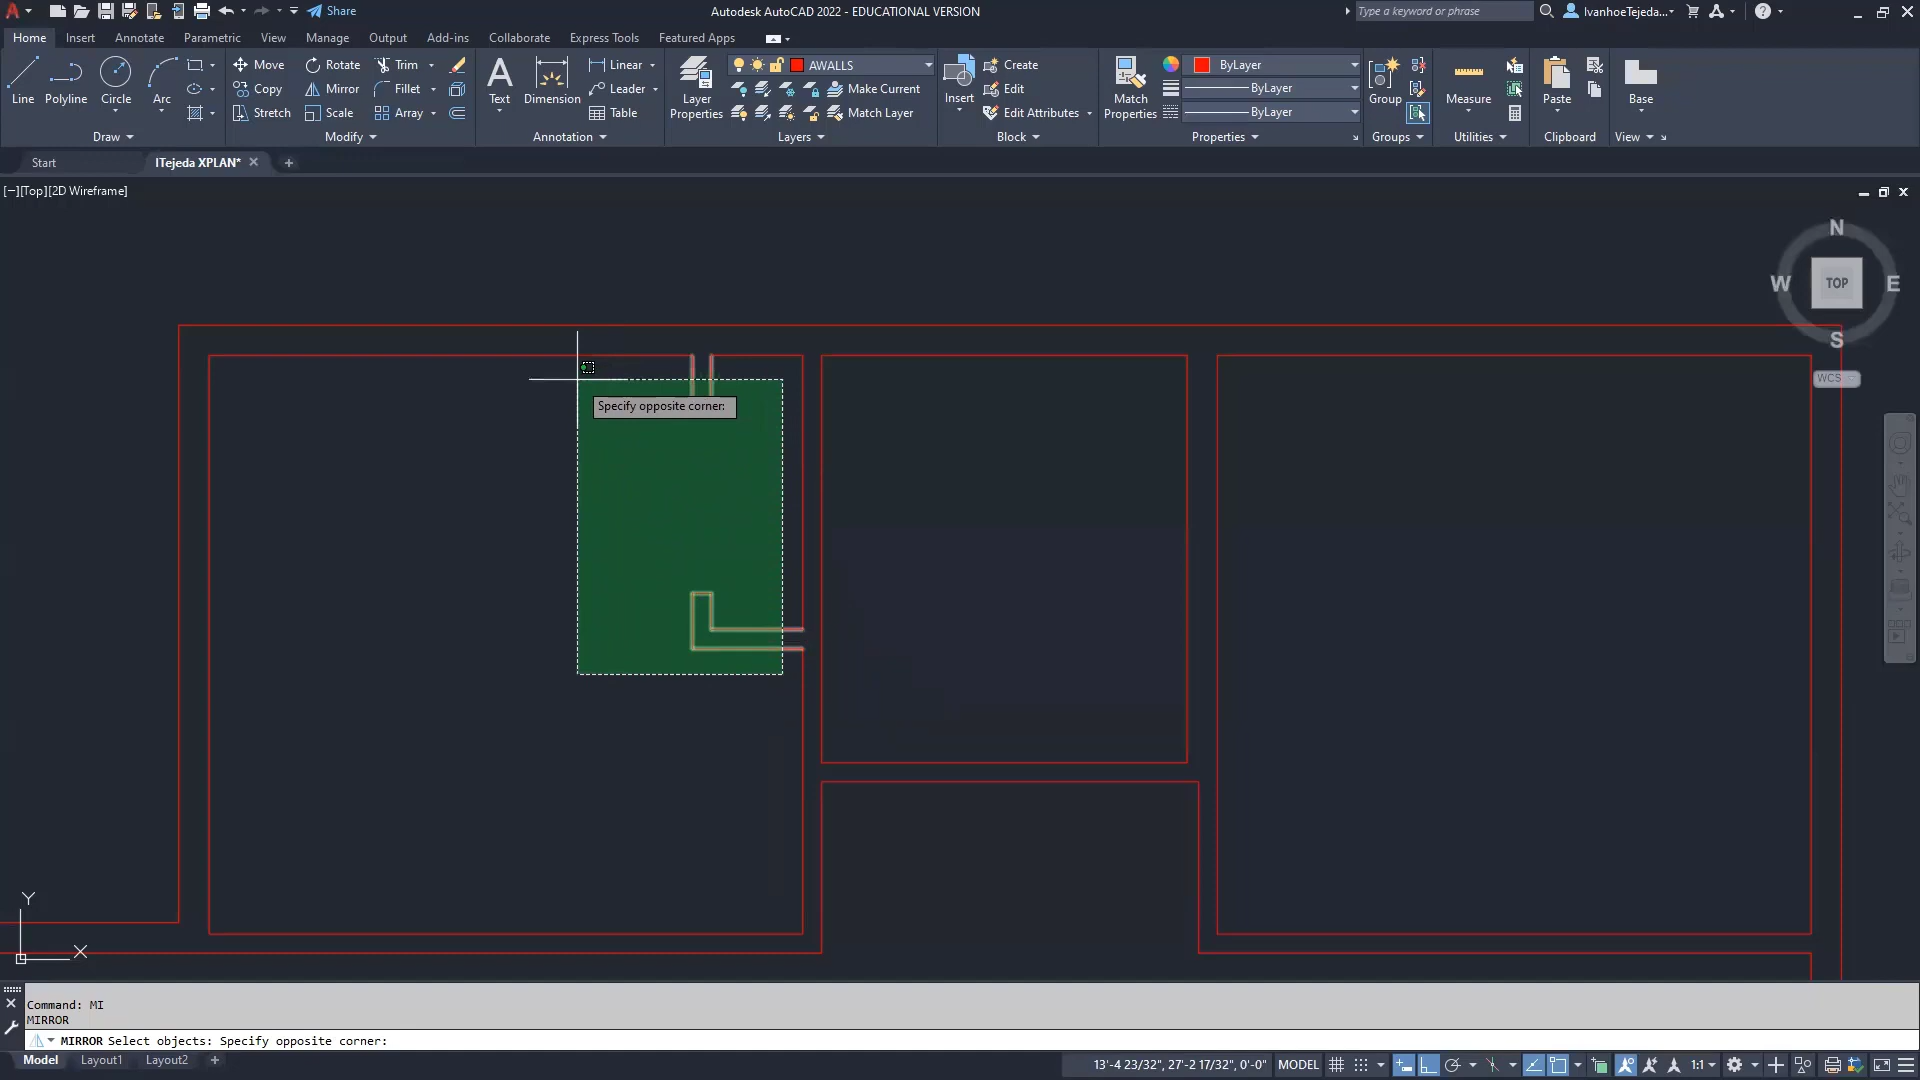 Share
Autodesk AutoCAD 2022 - EDUCATIONAL VERSION
Type a keyword or phrase
IvanhoeTejeda...
Home Insert Annotate Parametric View Manage Output Add-ins Collaborate Express Tools Featured Apps
Line
Polyline
Circle
Arc
Draw
Move Rotate Trim
Copy Mirror Fillet
Stretch Scale Array
Modify
Text
Dimension
Linear
Leader
Table
Annotation
Layer
Properties
AWALLS
Make Current
Match Layer
Layers
Insert
Create
Edit
Edit Attributes
Block
Match
Properties
ByLayer
ByLayer
ByLayer
Properties
Group
Groups
Measure
Utilities
Paste
Clipboard
Base
View
Start
ITejeda XPLAN*
[−][Top][2D Wireframe]
N
W TOP E
S
WCS
Specify opposite corner:
Y
X
Command: MI
MIRROR
MIRROR Select objects: Specify opposite corner:
Model Layout1 Layout2 +
13'-4 23/32", 27'-2 17/32", 0'-0" MODEL
1:1